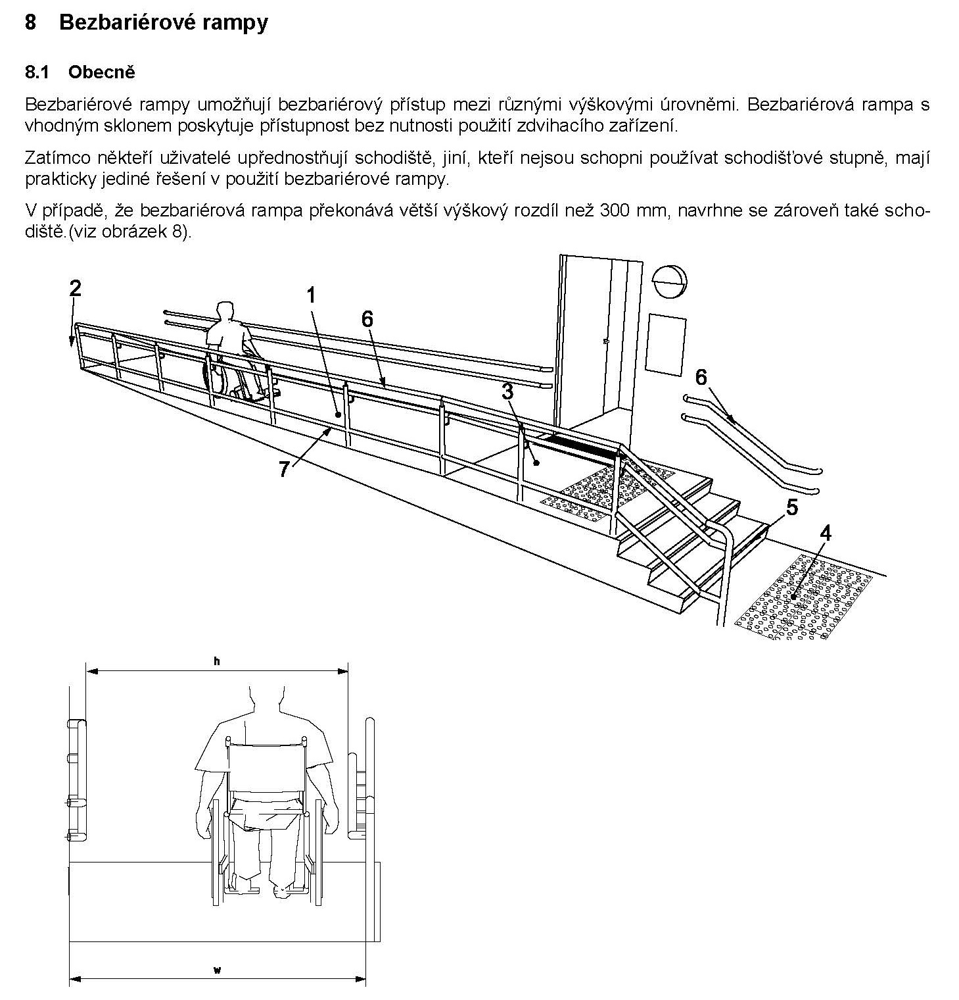 8 Bezbariérové rampy
8.1 Obecně
Bezbariérové rampy umožňují bezbariérový přístup mezi různými výškovými úrovněmi. Bezbariérová rampa s
vhodným sklonem poskytuje přístupnost bez nutnosti použití zdvihacího zařízení.
Zatímco někteří uživatelé upřednostňují schodiště, jiní, kteří nejsou schopni používat schodišťové stupně, mají
prakticky jediné řešení v použití bezbariérové rampy.
V případě, že bezbariérová rampa překonává větší výškový rozdíl než 300 mm, navrhne se zároveň také scho-
diště.(viz obrázek 8).
2
1
6
3
6
7
5
4
h
w